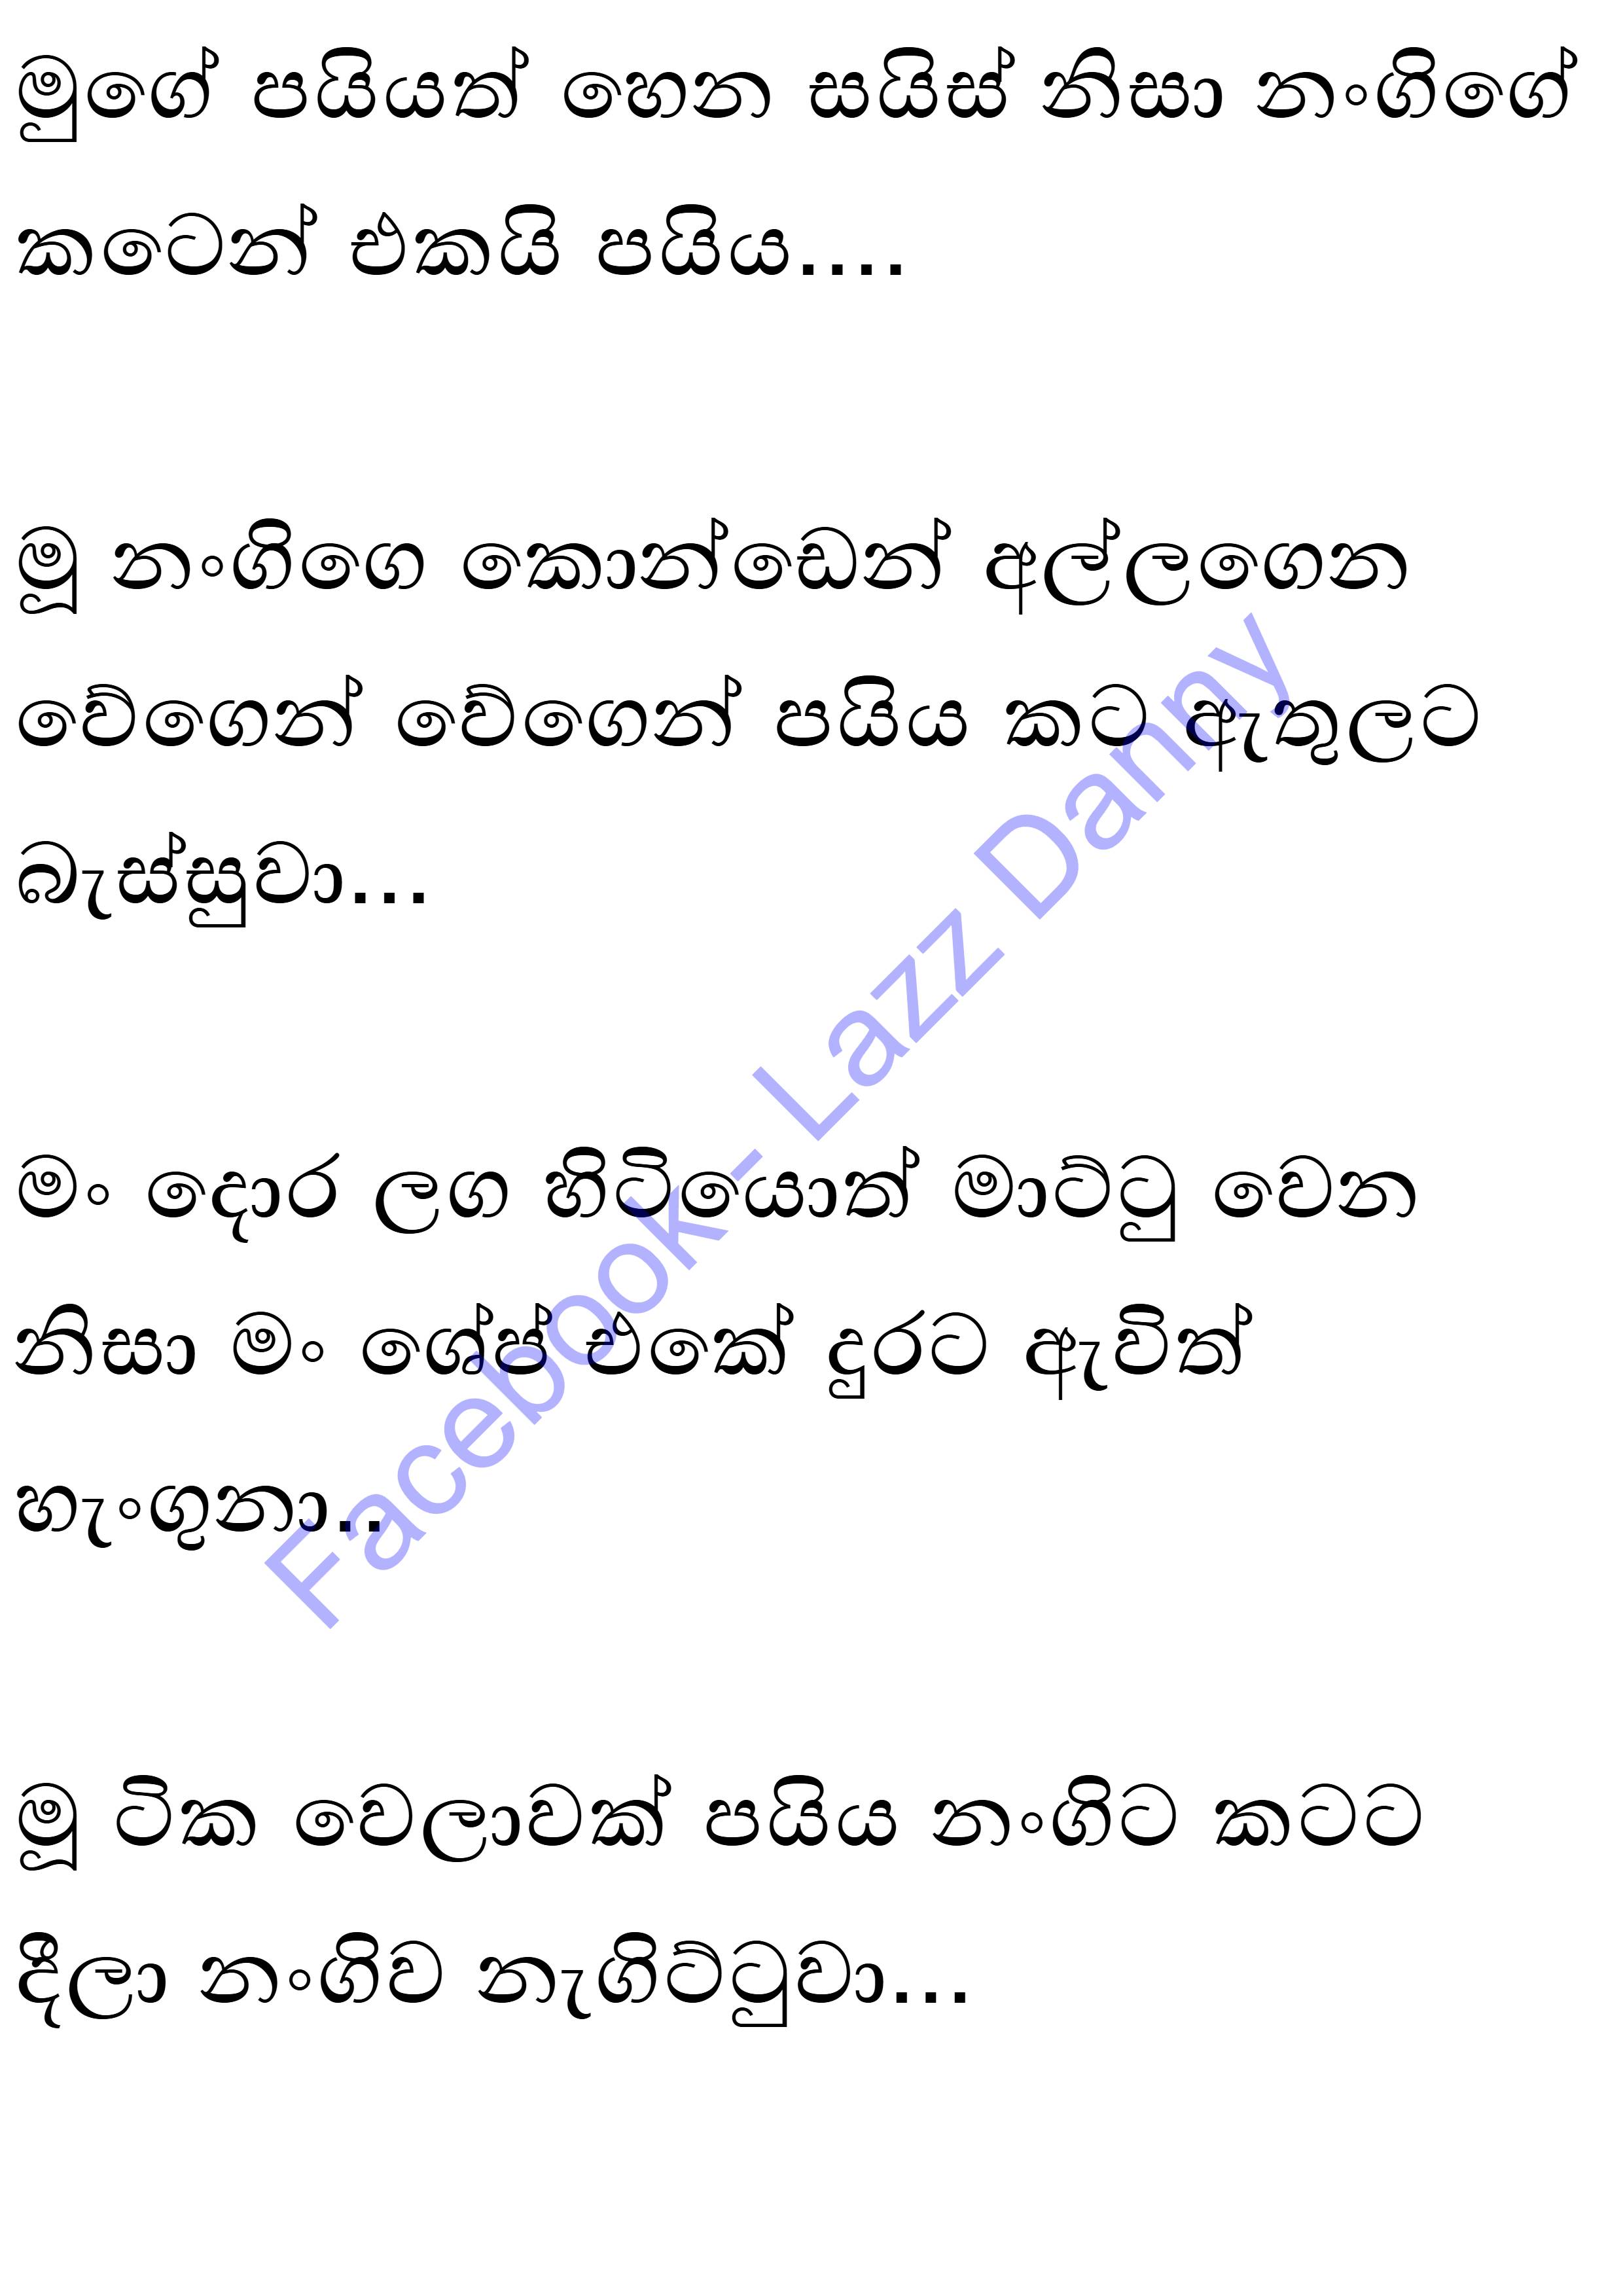 මුගේ පයියත් හෙන සයිස් නිසා නංගිගේ
කටෙත් එකයි පයිය....
මූ නංගිගෙ කොන්ඩෙන් අල්ලගෙන
වේගෙන් වේගෙන් පයිය කට ඇතුලට
බැස්සුවා...
මං දොර ලග හිටියොත් මාට්ටු වෙන
නිසා මං ශේප් එකේ දුරට ඇවිත්
හැංගුනා..
මූ ටික වෙලාවක් පයිය නංගිට කටට
දීලා නංගිව නැගිට්ටුවා...
Facebook- Lazz Danny